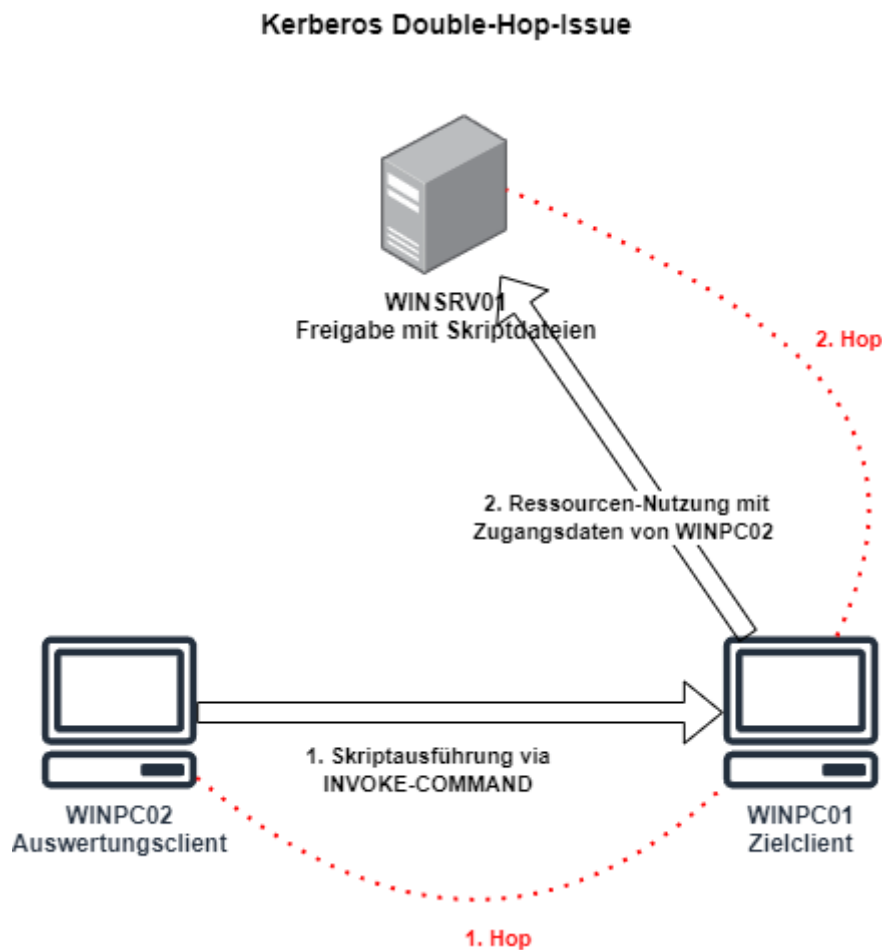 Kerberos Double-Hop-Issue
WINSRV01
Freigabe mit Skriptdateien
2. Hop
2. Ressourcen-Nutzung mit
Zugangsdaten von WINPC02
1. Skriptausführung via
INVOKE-COMMAND
WINPC02
Auswertungsclient
WINPC01
Zielclient
1. Hop